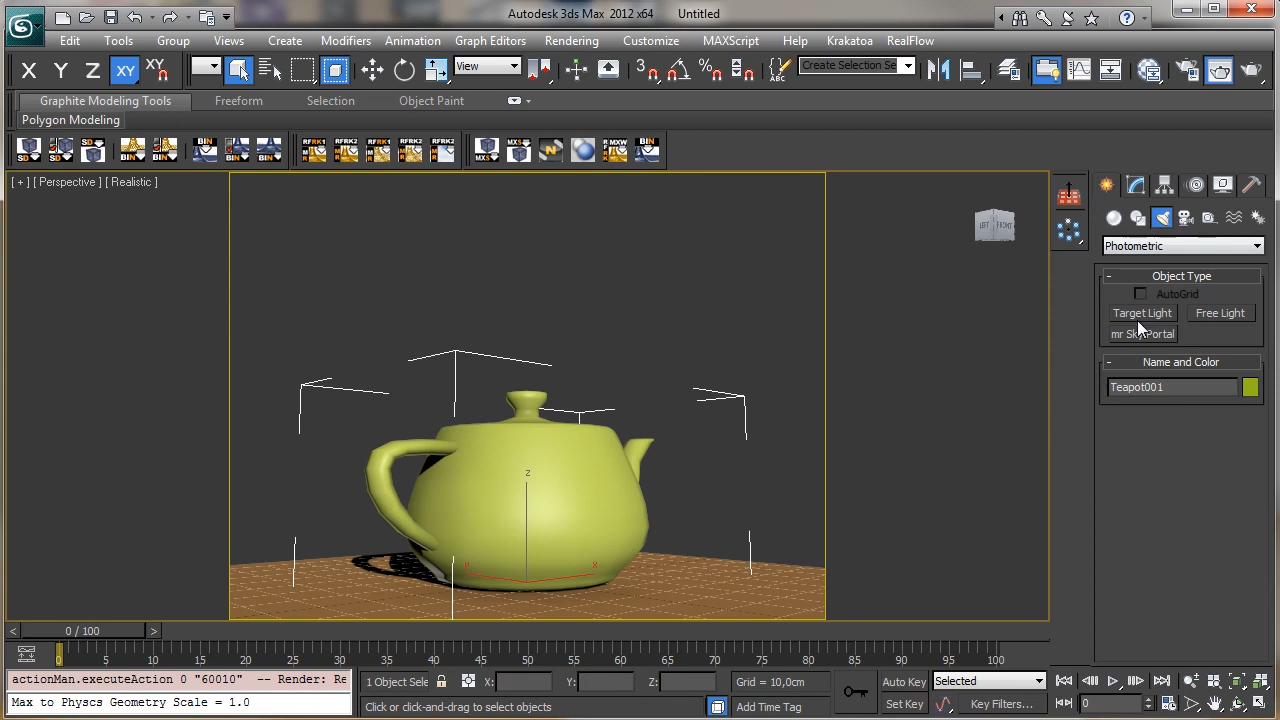 Autodesk 3ds Max 2012 x64 Untitled
Edit Tools Group Views Create Modifiers Animation Graph Editors Rendering Customize MAXScript Help Krakatoa RealFlow
X Y Z XY XY View 3 Create Selection Se
Graphite Modeling Tools Freeform Selection Object Paint
Polygon Modeling
[ + ] [ Perspective ] [ Realistic ]
LEFT FRONT
Photometric
- Object Type
AutoGrid
Target Light Free Light
mr Sky Portal
- Name and Color
Teapot001
z
x
< 0 / 100 >
0 5 10 15 20 25 30 35 40 45 50 55 60 65 70 75 80 85 90 95 100
actionMan.executeAction 0 "60010" -- Render: Re
1 Object Sele X: Y: Z: Grid = 10,0cm Auto Key Selected
Max to Physcs Geometry Scale = 1.0
Click or click-and-drag to select objects Add Time Tag Set Key Key Filters... 0